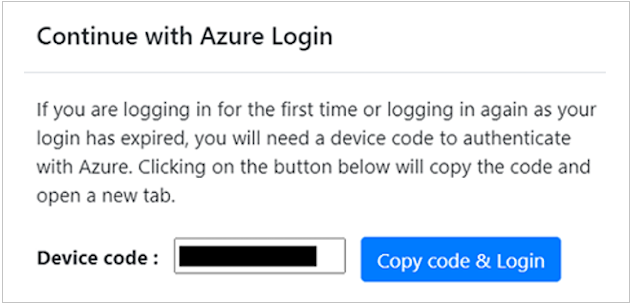 Continue with Azure Login
If you are logging in for the first time or logging in again as your
login has expired, you will need a device code to authenticate
with Azure. Clicking on the button below will copy the code and
open a new tab.
Device code : Copy code & Login